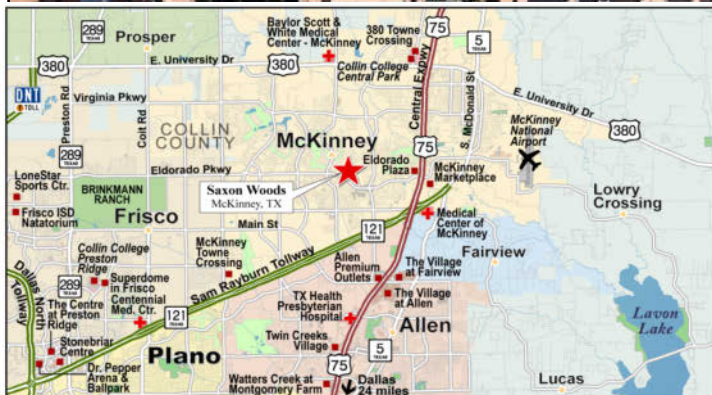 289
TEXAS
Prosper
Baylor Scott &
White Medical
Center - McKinney
380 Towne
Crossing
75
5
TEXAS
E. University Dr
380
380
Collin College
Central Park
Central Expwy
S. McDonald St
DNT
TOLL
Preston Rd
Virginia Pkwy
Coit Rd
COLLIN
COUNTY
E. University Dr
McKinney
National
Airport
380
McKinney
289
TEXAS
Eldorado Pkwy
75
Eldorado
Plaza
McKinney
Marketplace
LoneStar
Sports Ctr.
BRINKMANN
RANCH
Saxon Woods
McKinney, TX
Lowry
Crossing
Frisco ISD
Natatorium
Frisco
Main St
121
TEXAS
Medical
Center of
McKinney
Collin College
Preston
Ridge
McKinney
Towne
Crossing
Sam Rayburn Tollway
Fairview
Dallas North
Tollway
289
TEXAS
Superdome
in Frisco
Centennial
Med. Ctr.
Allen
Premium
Outlets
The Village
at Fairview
The Village
at Allen
The Centre
at Preston
Ridge
121
TEXAS
TX Health
Presbyterian
Hospital
Allen
Lavon
Lake
Stonebriar
Centre
Plano
Twin Creeks
Village
5
TEXAS
Dr. Pepper
Arena &
Ballpark
75
Watters Creek at
Montgomery Farm
Dallas
24 miles
Lucas